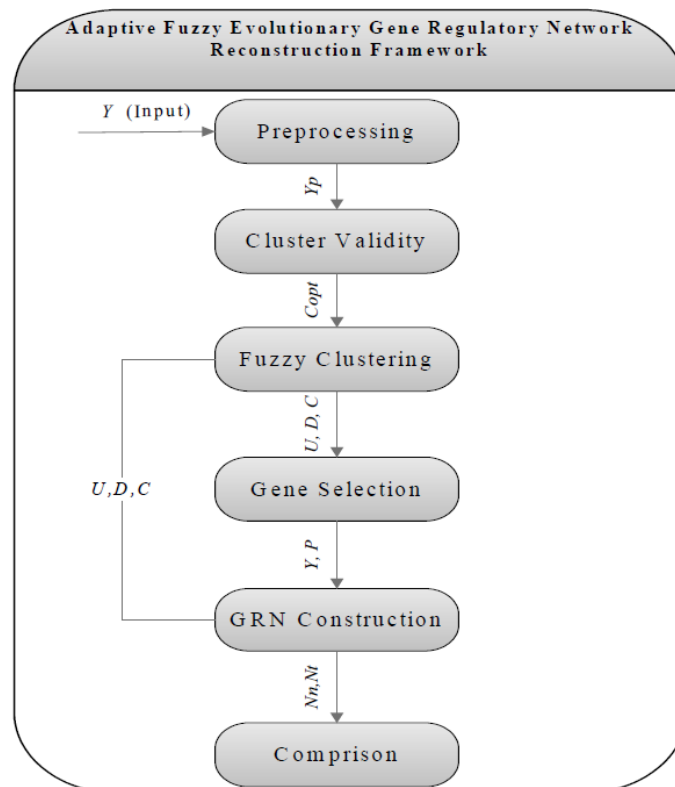 Adaptive Fuzzy Evolutionary Gene Regulatory Network
Reconstruction Framework
Y (Input)
Preprocessing
Yp
Cluster Validity
Copt
Fuzzy Clustering
U, D, C
U,D,C
Gene Selection
Y, P
GRN Construction
Nn,Nt
Comprison